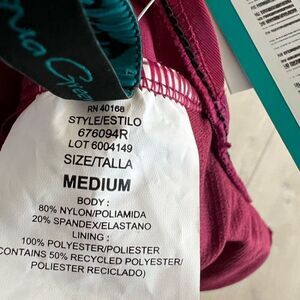 RN 40168
STYLE/ESTILO
676094R
LOT 6004149
SIZE/TALLA
MEDIUM
BODY :
80% NYLON/POLIAMIDA
20% SPANDEX/ELASTANO
LINING :
100% POLYESTER/POLIESTER
CONTAINS 50% RECYCLED POLYESTER/
POLIESTER RECICLADO)